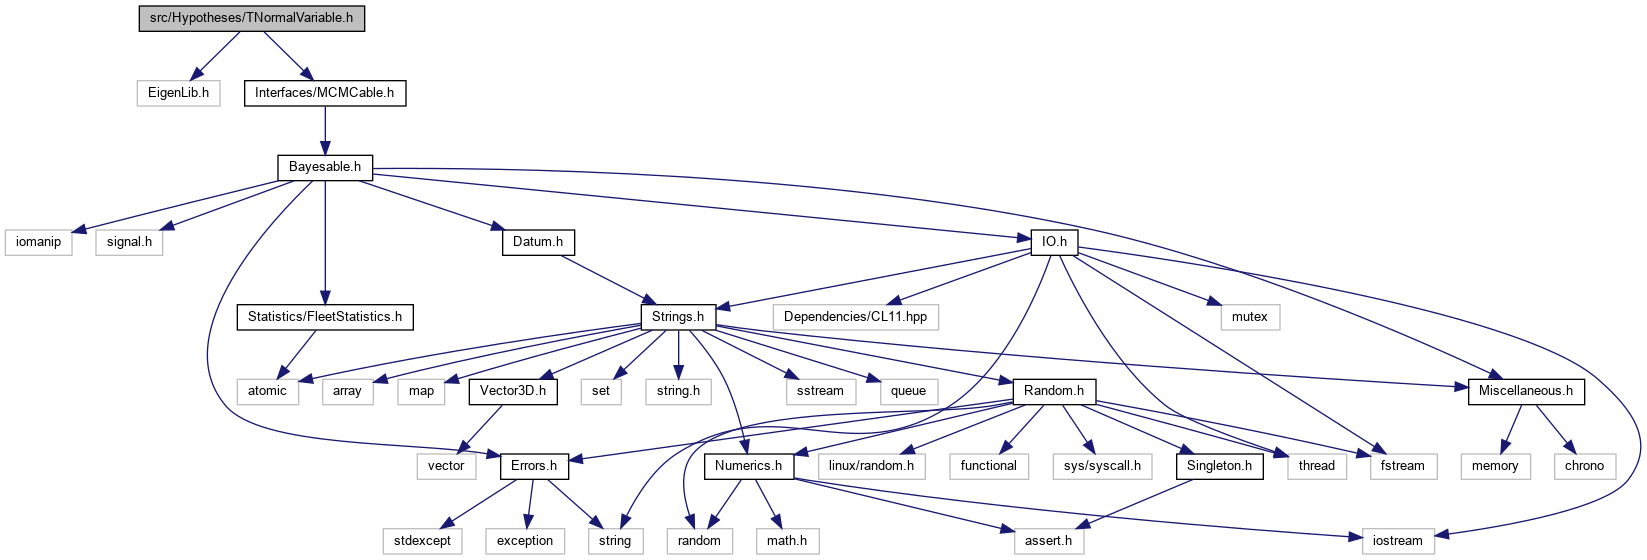 src/Hypotheses/TNormalVariable.h
EigenLib.h
Interfaces/MCMCable.h
Bayesable.h
iomanip
signal.h
Datum.h
IO.h
Statistics/FleetStatistics.h
Strings.h
Dependencies/CL11.hpp
mutex
atomic
array
map
Vector3D.h
set
string.h
sstream
queue
Random.h
Miscellaneous.h
vector
Errors.h
Numerics.h
linux/random.h
functional
sys/syscall.h
Singleton.h
thread
fstream
memory
chrono
stdexcept
exception
string
random
math.h
assert.h
iostream